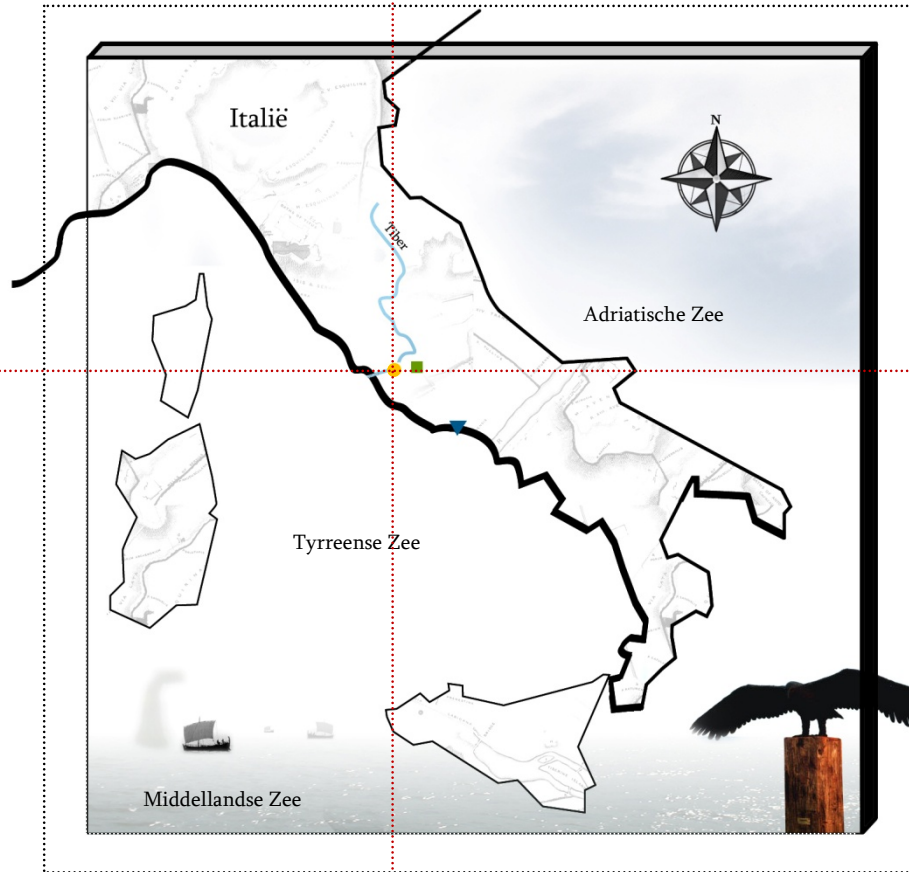 N
Italië
Tiber
Adriatische Zee
Tyrreense Zee
Middellandse Zee